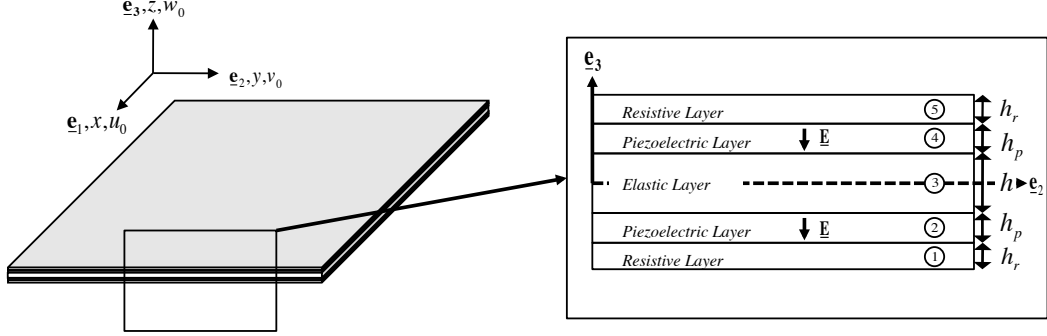 e₃,z,w₀
e₂,y,v₀
e₁,x,u₀
e₃
Resistive Layer 5 hᵣ
Piezoelectric Layer E 4 hₚ
Elastic Layer 3 h e₂
Piezoelectric Layer E 2 hₚ
Resistive Layer 1 hᵣ